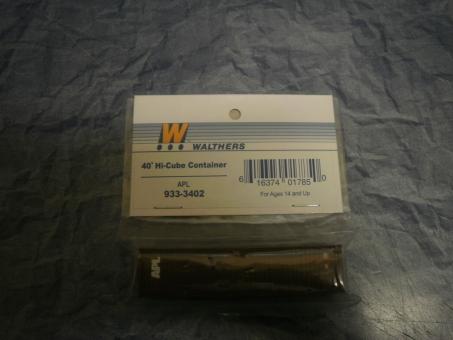 W
WALTHERS
40' Hi-Cube Container
APL
933-3402
6 16374 01785 0
For Ages 14 and Up
APL